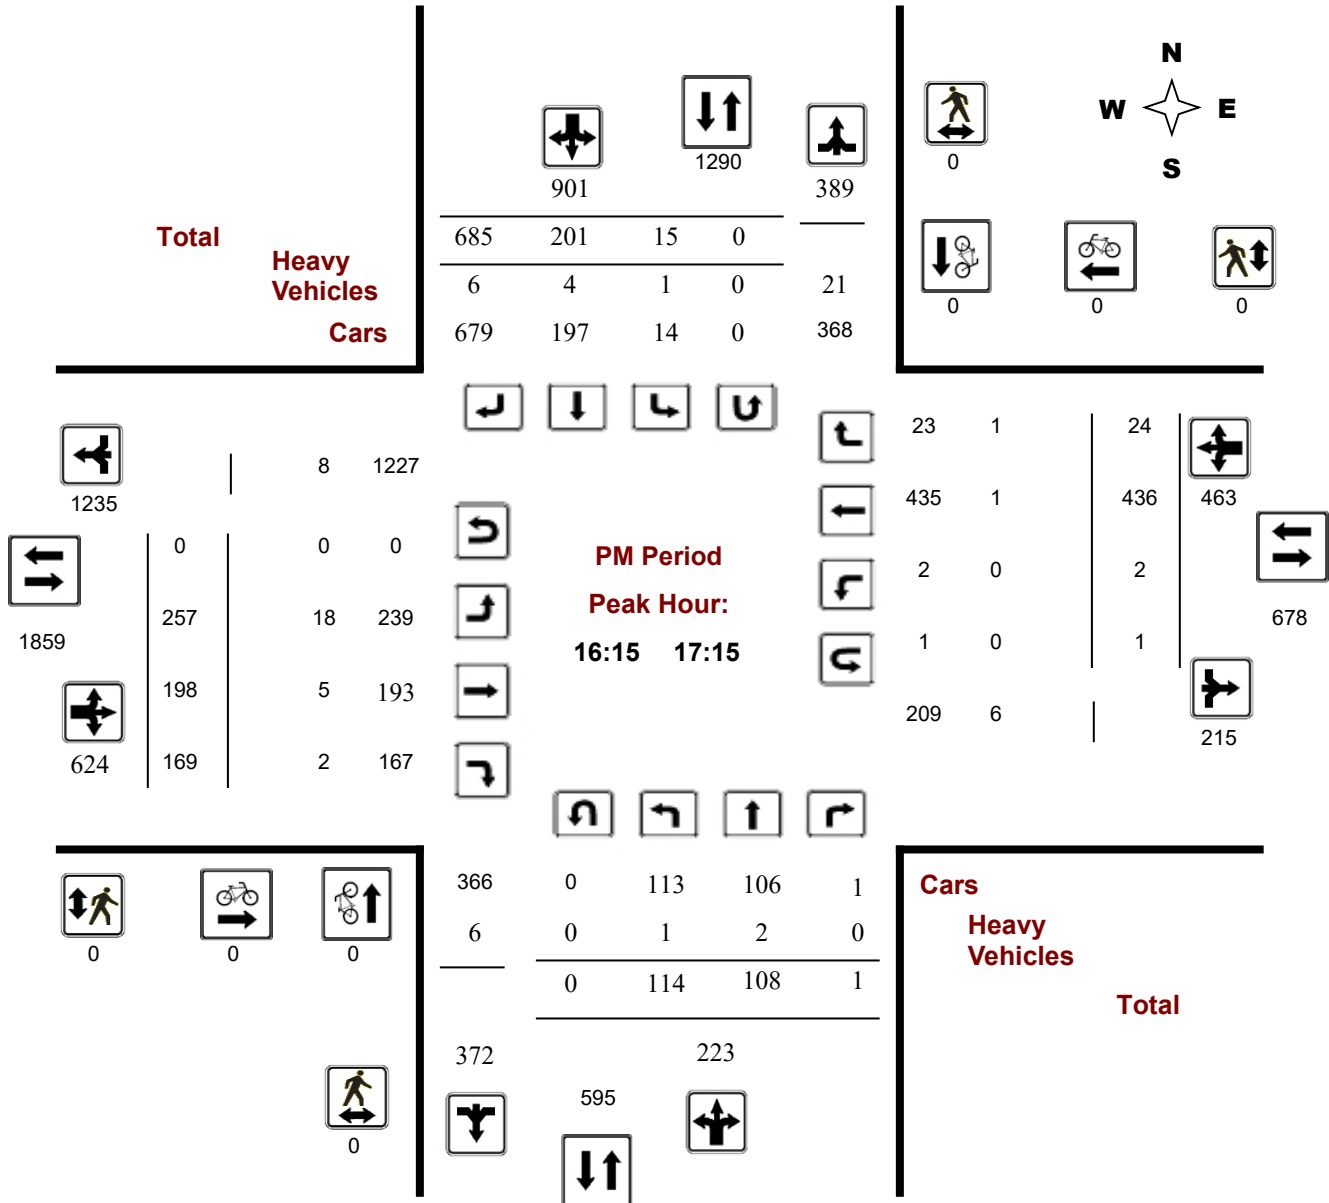 N
W E
S
1290
0
901
389
Total
685 201 15 0
Heavy
Vehicles
6 4 1 0 21
0 0 0
Cars
679 197 14 0 368
23 1 24
8 1227
1235
435 1 436 463
0 0 0
PM Period
2 0 2
Peak Hour:
257 18 239
678
1859
16:15 17:15
1 0 1
198 5 193
209 6
215
624 169 2 167
366 0 113 106 1
Cars
6 0 1 2 0
Heavy
Vehicles
0 0 0
0 114 108 1
Total
372 223
595
0